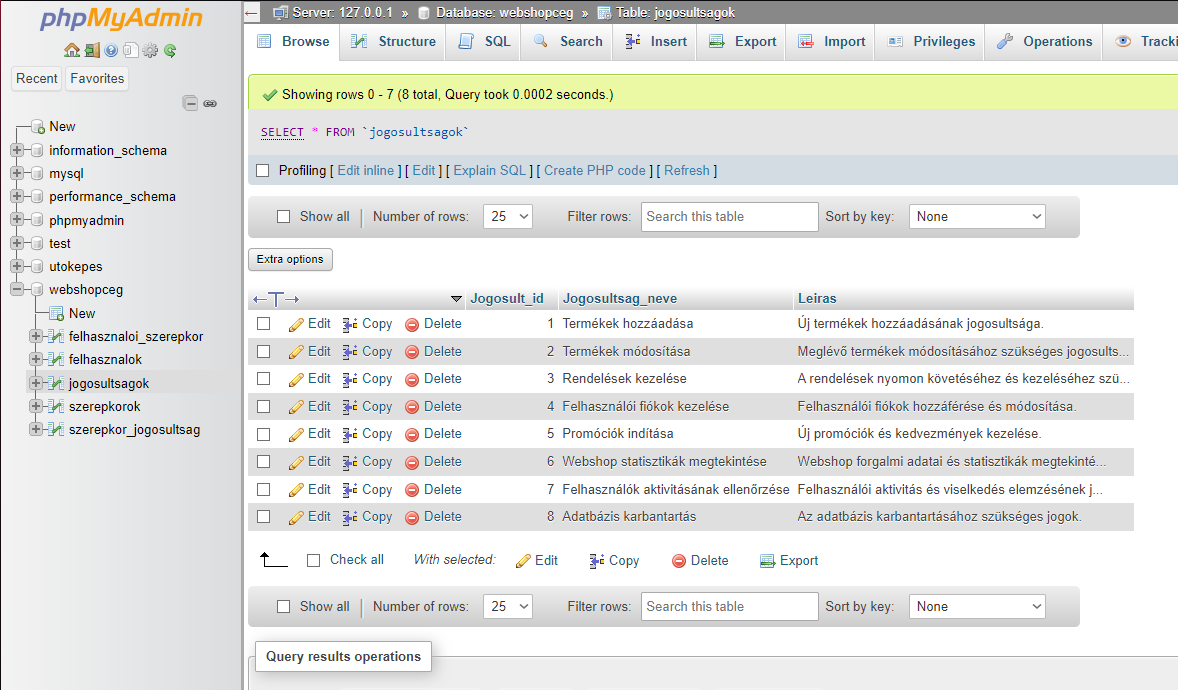 phpMyAdmin
Recent Favorites
New
information_schema
mysql
performance_schema
phpmyadmin
test
utokepes
webshopceg
New
felhasznaloi_szerepkor
felhasznalok
jogosultsagok
szerepkorok
szerepkor_jogosultsag
Server: 127.0.0.1 » Database: webshopceg » Table: jogosultsagok
Browse Structure SQL Search Insert Export Import Privileges Operations Tracki
Showing rows 0 - 7 (8 total, Query took 0.0002 seconds.)
SELECT * FROM `jogosultsagok`
Profiling [ Edit inline ] [ Edit ] [ Explain SQL ] [ Create PHP code ] [ Refresh ]
Show all | Number of rows: 25 Filter rows: Search this table Sort by key: None
Extra options
←T→ Jogosult_id Jogosultsag_neve Leiras
Edit Copy Delete 1 Termékek hozzáadása Új termékek hozzáadásának jogosultsága.
Edit Copy Delete 2 Termékek módosítása Meglévő termékek módosításához szükséges jogosults...
Edit Copy Delete 3 Rendelések kezelése A rendelések nyomon követéséhez és kezeléséhez szü...
Edit Copy Delete 4 Felhasználói fiókok kezelése Felhasználói fiókok hozzáférése és módosítása.
Edit Copy Delete 5 Promóciók indítása Új promóciók és kedvezmények kezelése.
Edit Copy Delete 6 Webshop statisztikák megtekintése Webshop forgalmi adatai és statisztikák megtekinté...
Edit Copy Delete 7 Felhasználók aktivitásának ellenőrzése Felhasználói aktivitás és viselkedés elemzésének j...
Edit Copy Delete 8 Adatbázis karbantartás Az adatbázis karbantartásához szükséges jogok.
Check all With selected: Edit Copy Delete Export
Show all | Number of rows: 25 Filter rows: Search this table Sort by key: None
Query results operations